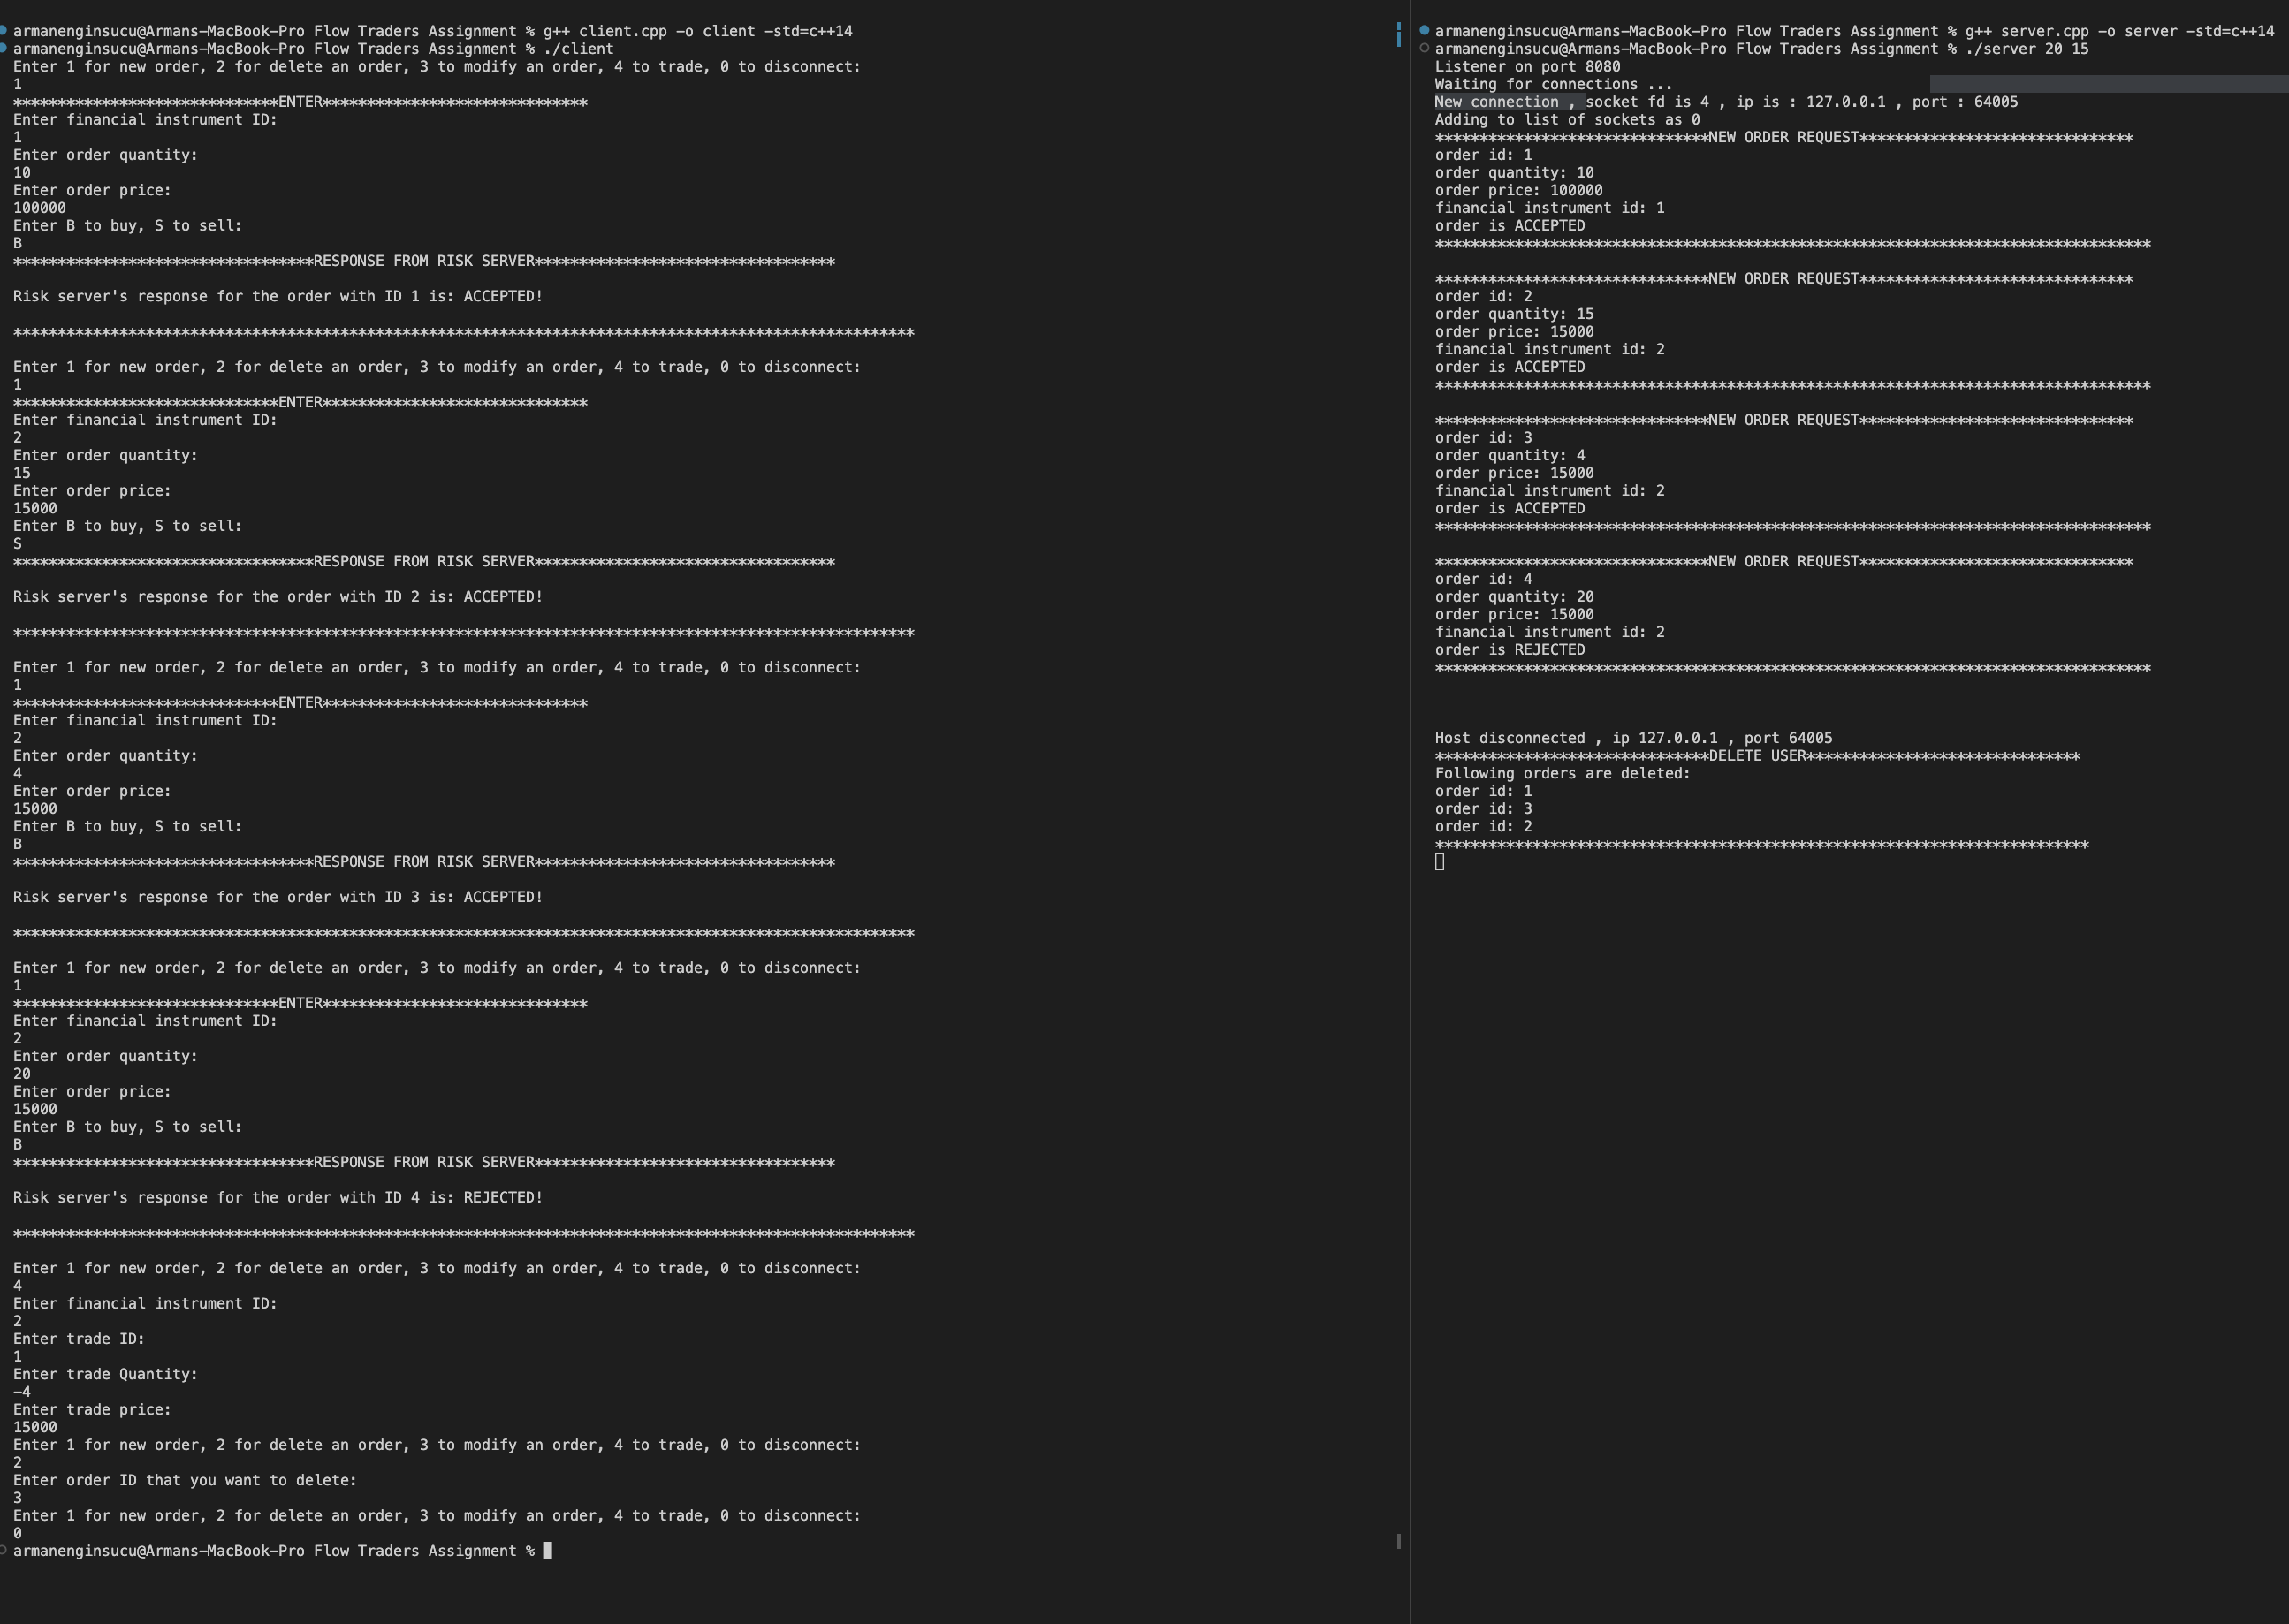 armanenginsucu@Armans-MacBook-Pro Flow Traders Assignment % g++ client.cpp -o client -std=c++14
armanenginsucu@Armans-MacBook-Pro Flow Traders Assignment % ./client
Enter 1 for new order, 2 for delete an order, 3 to modify an order, 4 to trade, 0 to disconnect:
1
******************************ENTER******************************
Enter financial instrument ID:
1
Enter order quantity:
10
Enter order price:
100000
Enter B to buy, S to sell:
B
**********************************RESPONSE FROM RISK SERVER**********************************
Risk server's response for the order with ID 1 is: ACCEPTED!
******************************************************************************************************
Enter 1 for new order, 2 for delete an order, 3 to modify an order, 4 to trade, 0 to disconnect:
1
******************************ENTER******************************
Enter financial instrument ID:
2
Enter order quantity:
15
Enter order price:
15000
Enter B to buy, S to sell:
S
**********************************RESPONSE FROM RISK SERVER**********************************
Risk server's response for the order with ID 2 is: ACCEPTED!
******************************************************************************************************
Enter 1 for new order, 2 for delete an order, 3 to modify an order, 4 to trade, 0 to disconnect:
1
******************************ENTER******************************
Enter financial instrument ID:
2
Enter order quantity:
4
Enter order price:
15000
Enter B to buy, S to sell:
B
**********************************RESPONSE FROM RISK SERVER**********************************
Risk server's response for the order with ID 3 is: ACCEPTED!
******************************************************************************************************
Enter 1 for new order, 2 for delete an order, 3 to modify an order, 4 to trade, 0 to disconnect:
1
******************************ENTER******************************
Enter financial instrument ID:
2
Enter order quantity:
20
Enter order price:
15000
Enter B to buy, S to sell:
B
**********************************RESPONSE FROM RISK SERVER**********************************
Risk server's response for the order with ID 4 is: REJECTED!
******************************************************************************************************
Enter 1 for new order, 2 for delete an order, 3 to modify an order, 4 to trade, 0 to disconnect:
4
Enter financial instrument ID:
2
Enter trade ID:
1
Enter trade Quantity:
-4
Enter trade price:
15000
Enter 1 for new order, 2 for delete an order, 3 to modify an order, 4 to trade, 0 to disconnect:
2
Enter order ID that you want to delete:
3
Enter 1 for new order, 2 for delete an order, 3 to modify an order, 4 to trade, 0 to disconnect:
0
armanenginsucu@Armans-MacBook-Pro Flow Traders Assignment %
armanenginsucu@Armans-MacBook-Pro Flow Traders Assignment % g++ server.cpp -o server -std=c++14
armanenginsucu@Armans-MacBook-Pro Flow Traders Assignment % ./server 20 15
Listener on port 8080
Waiting for connections ...
New connection , socket fd is 4 , ip is : 127.0.0.1 , port : 64005
Adding to list of sockets as 0
*******************************NEW ORDER REQUEST*******************************
order id: 1
order quantity: 10
order price: 100000
financial instrument id: 1
order is ACCEPTED
*********************************************************************************
*******************************NEW ORDER REQUEST*******************************
order id: 2
order quantity: 15
order price: 15000
financial instrument id: 2
order is ACCEPTED
*********************************************************************************
*******************************NEW ORDER REQUEST*******************************
order id: 3
order quantity: 4
order price: 15000
financial instrument id: 2
order is ACCEPTED
*********************************************************************************
*******************************NEW ORDER REQUEST*******************************
order id: 4
order quantity: 20
order price: 15000
financial instrument id: 2
order is REJECTED
*********************************************************************************
Host disconnected , ip 127.0.0.1 , port 64005
*******************************DELETE USER*******************************
Following orders are deleted:
order id: 1
order id: 3
order id: 2
**************************************************************************